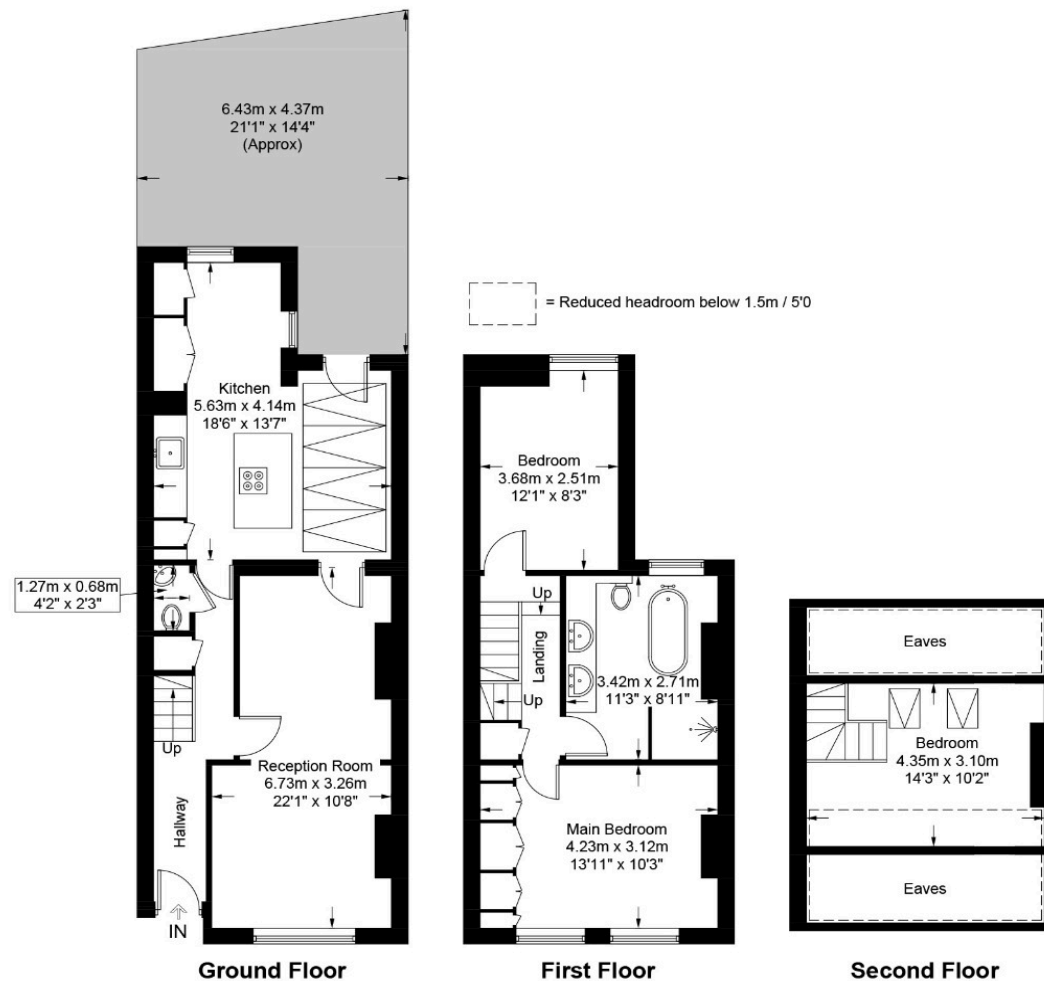 6.43m x 4.37m
21'1" x 14'4"
(Approx)
= Reduced headroom below 1.5m / 5'0
Kitchen
5.63m x 4.14m
18'6" x 13'7"
1.27m x 0.68m
4'2" x 2'3"
Up
Hallway
Reception Room
6.73m x 3.26m
22'1" x 10'8"
IN
Ground Floor
Bedroom
3.68m x 2.51m
12'1" x 8'3"
Up
Landing
Up
3.42m x 2.71m
11'3" x 8'11"
Main Bedroom
4.23m x 3.12m
13'11" x 10'3"
First Floor
Eaves
Bedroom
4.35m x 3.10m
14'3" x 10'2"
Eaves
Second Floor